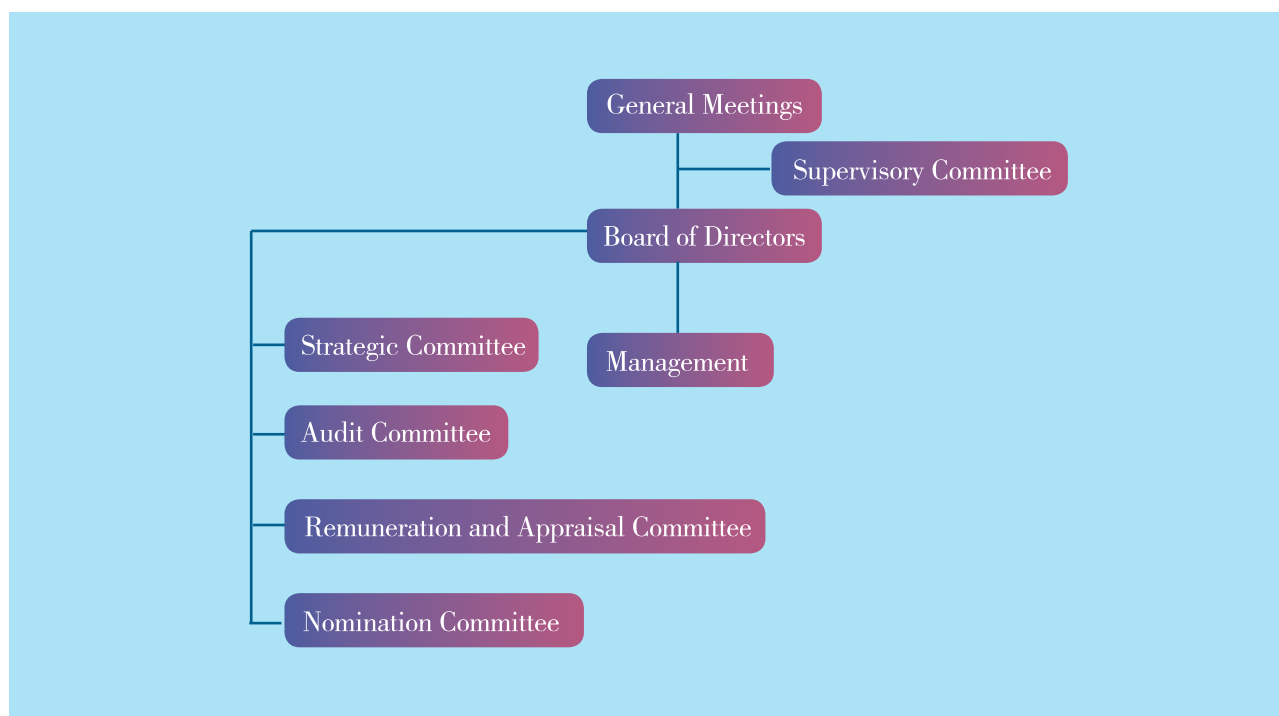 General Meetings
Supervisory Committee
Board of Directors
Strategic Committee
Management
Audit Committee
Remuneration and Appraisal Committee
Nomination Committee